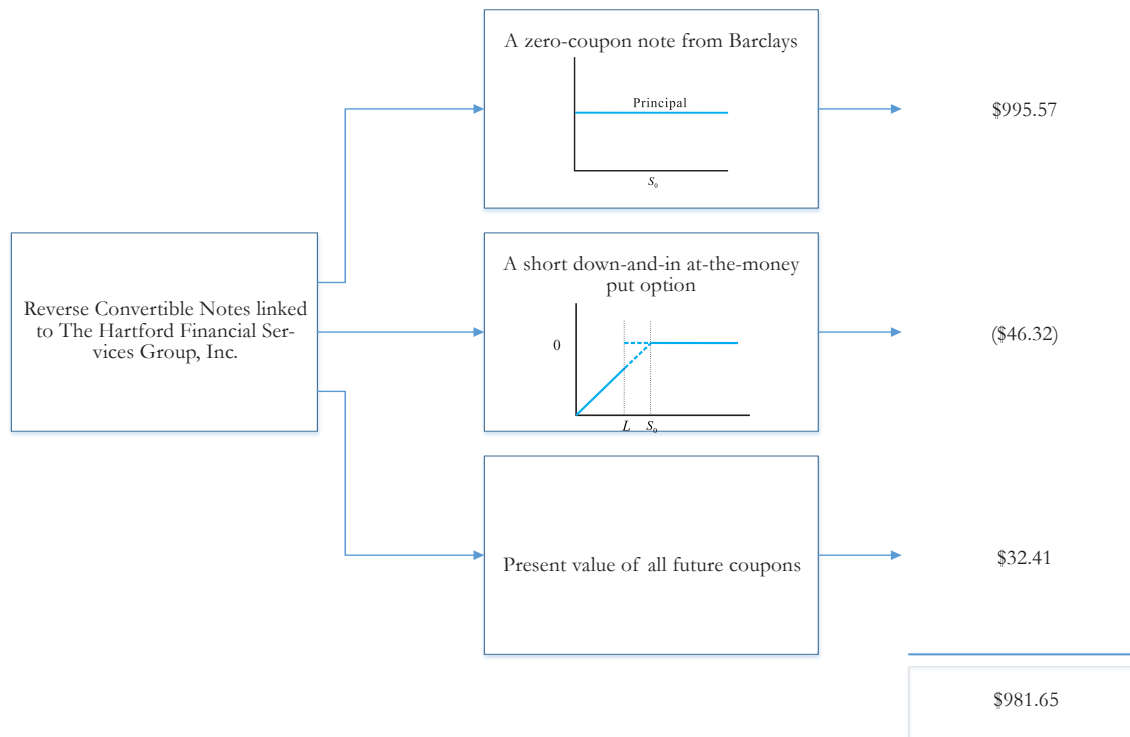 A zero-coupon note from Barclays
Principal
S₀
$995.57
Reverse Convertible Notes linked
to The Hartford Financial Ser-
vices Group, Inc.
A short down-and-in at-the-money
put option
0
L S₀
($46.32)
Present value of all future coupons
$32.41
$981.65